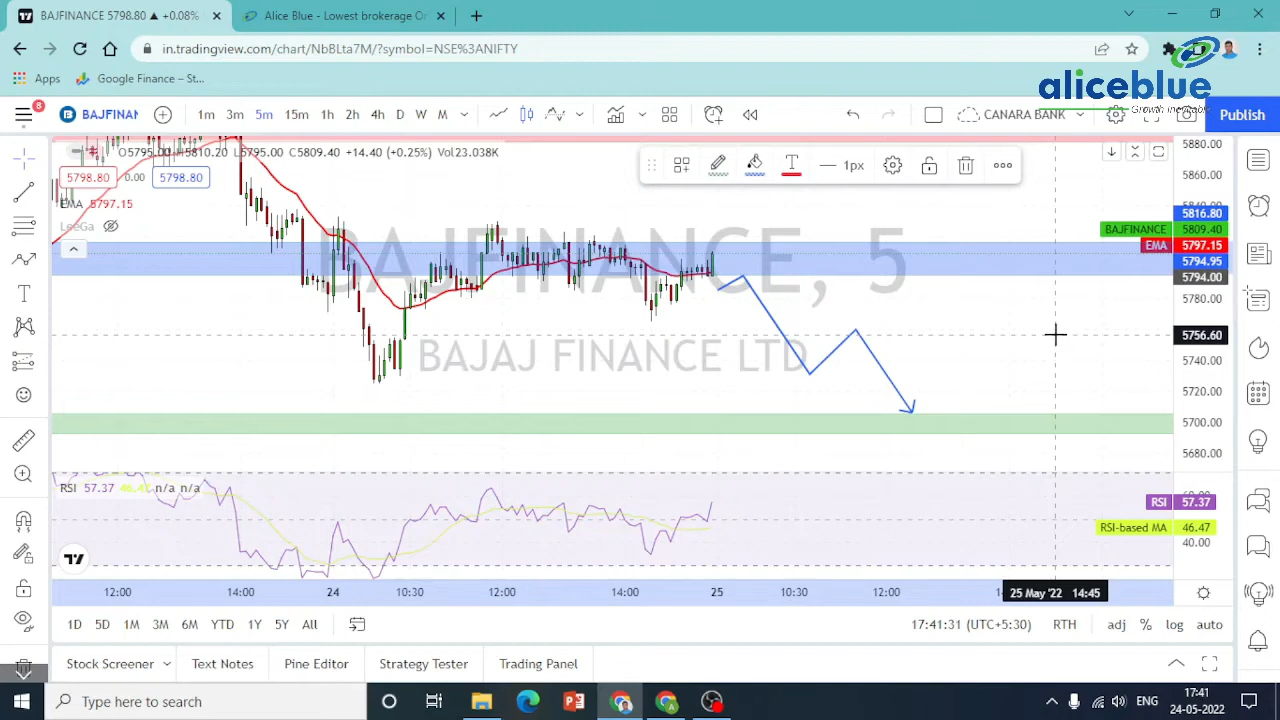 BAJFINANCE 5798.80 ▲ +0.08%
Alice Blue - Lowest brokerage Or
in.tradingview.com/chart/NbBLta7M/?symbol=NSE%3ANIFTY
Apps
Google Finance – St...
aliceblue
8
BAJFINAN
1m 3m 5m 15m 1h 2h 4h D W M
CANARA BANK
Publish
O5795.00 H5810.20 L5795.00 C5809.40 +14.40 (+0.25%) Vol23.038K
5798.80 0.00 5798.80
EMA 5797.15
LeeGa
T 1px
BAJFINANCE, 5
BAJAJ FINANCE LTD
5880.00
5860.00
5840.00
5816.80
BAJFINANCE 5809.40
EMA 5797.15
5794.95
5794.00
5780.00
5756.60
5740.00
5720.00
5700.00
5680.00
RSI 57.37 46.47 n/a n/a
RSI 57.37
RSI-based MA 46.47
40.00
12:00 14:00 24 10:30 12:00 14:00 25 10:30 12:00 25 May '22 14:45
1D 5D 1M 3M 6M YTD 1Y 5Y All
17:41:31 (UTC+5:30) RTH adj % log auto
Stock Screener Text Notes Pine Editor Strategy Tester Trading Panel
Type here to search
ENG
17:41
24-05-2022